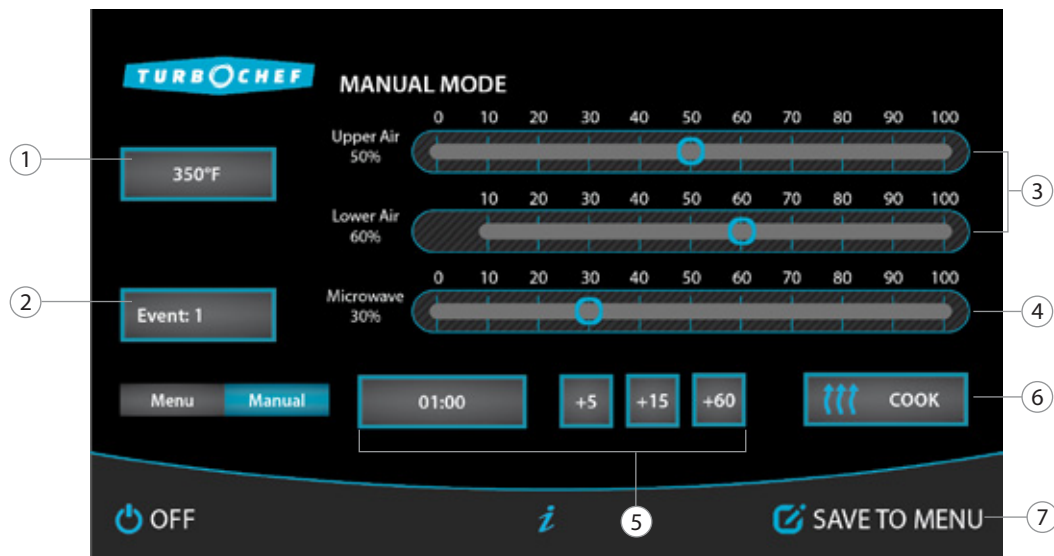 TURBOCHEF
MANUAL MODE
0 10 20 30 40 50 60 70 80 90 100
Upper Air
50%
1
350°F
3
10 20 30 40 50 60 70 80 90 100
Lower Air
60%
0 10 20 30 40 50 60 70 80 90 100
Microwave
30%
2
Event: 1
4
Menu Manual
01:00 +5 +15 +60
COOK
6
5
OFF
i
SAVE TO MENU
7